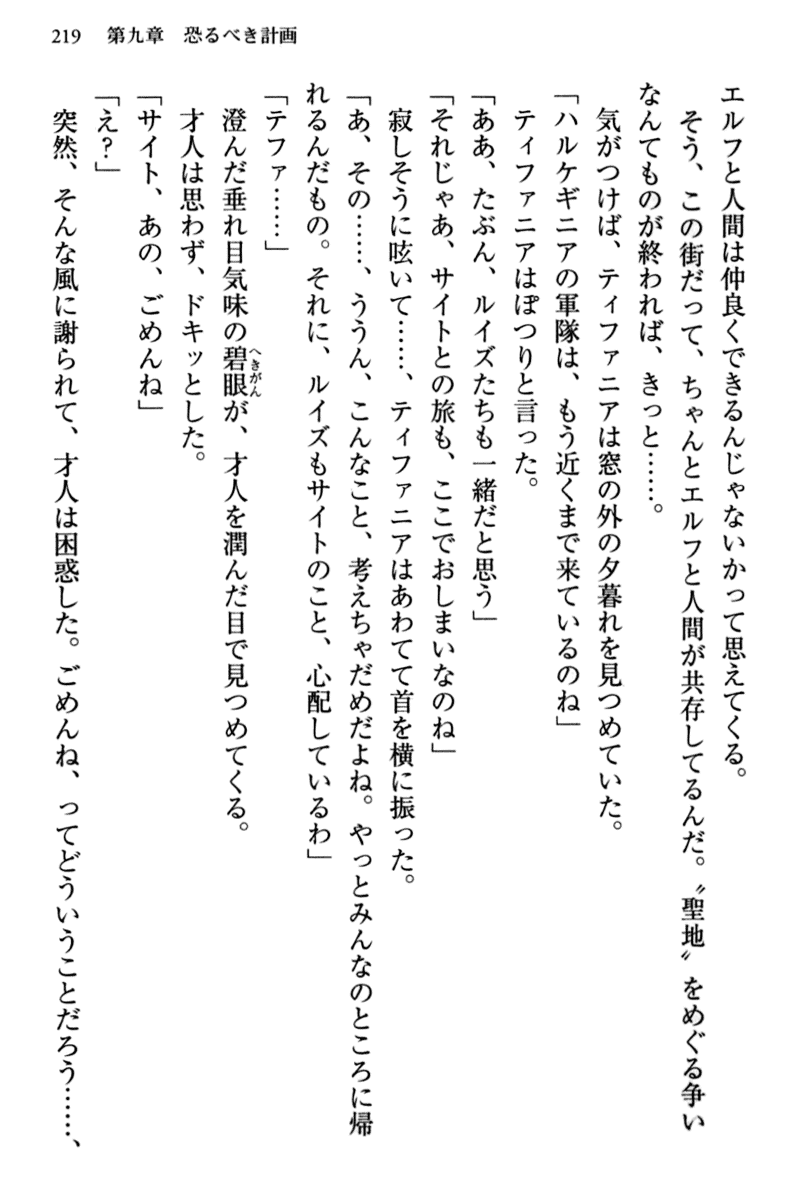 219 第九章 恐るべき計画
エルフと人間は仲良くできるんじゃないかって思えてくる。
そう、この街だって、ちゃんとエルフと人間が共存してるんだ。〝聖地〟をめぐる争い
なんてものが終われば、きっと……。
気がつけば、ティファニアは窓の外の夕暮れを見つめていた。
「ハルケギニアの軍隊は、もう近くまで来ているのね」
ティファニアはぽつりと言った。
「ああ、たぶん、ルイズたちも一緒だと思う」
「それじゃあ、サイトとの旅も、ここでおしまいなのね」
寂しそうに呟いて……、ティファニアはあわてて首を横に振った。
「あ、その……、ううん、こんなこと、考えちゃだめだよね。やっとみんなのところに帰
れるんだもの。それに、ルイズもサイトのこと、心配しているわ」
「テファ……」
澄んだ垂れ目気味の碧眼が、才人を潤んだ目で見つめてくる。
へきがん
才人は思わず、ドキッとした。
「サイト、あの、ごめんね」
「え?」
突然、そんな風に謝られて、才人は困惑した。ごめんね、ってどういうことだろう……、